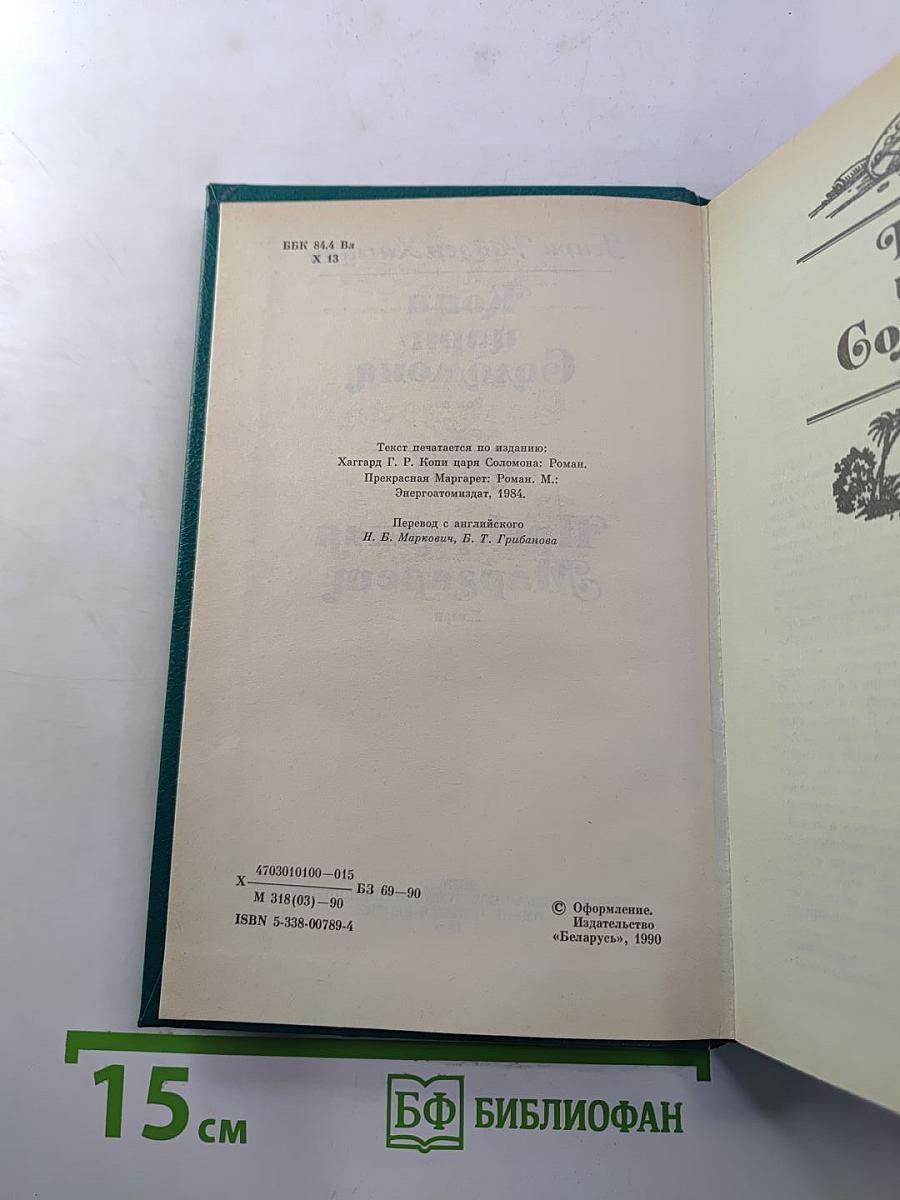 ББК 84.4 Вл
Х 13
Текст печатается по изданию:
Хаггард Г. Р. Копи царя Соломона: Роман.
Прекрасная Маргарет: Роман. М.:
Энергоатомиздат, 1984.
Перевод с английского
Н. Б. Маркович, Б. Т. Грибанова
Х 4703010100—015 БЗ 69—90
М 318(03)—90
ISBN 5-338-00789-4
© Оформление.
Издательство
«Беларусь», 1990
15 см
БФ БИБЛИОФАН